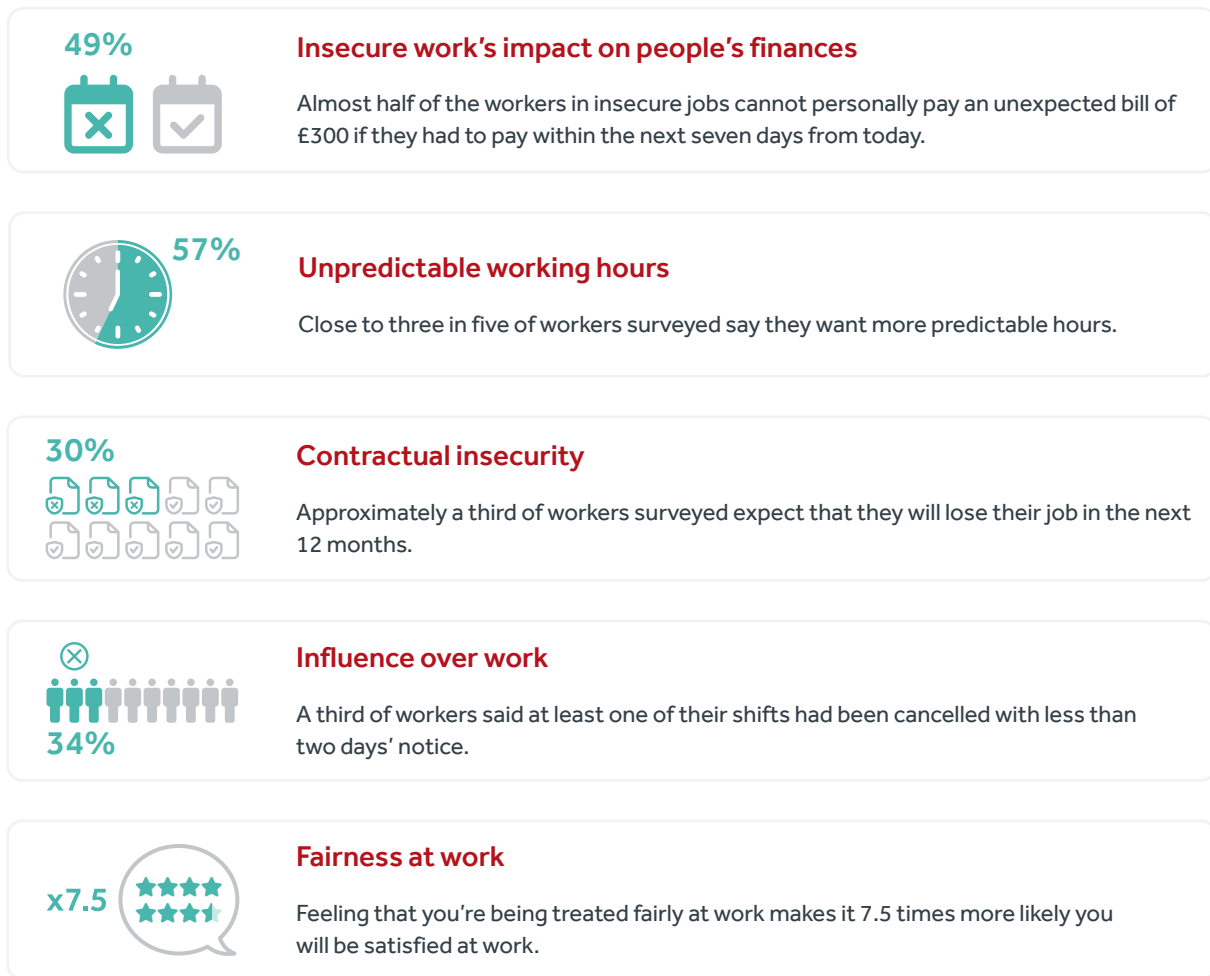 49%
Insecure work's impact on people's finances
Almost half of the workers in insecure jobs cannot personally pay an unexpected bill of
£300 if they had to pay within the next seven days from today.
57%
Unpredictable working hours
Close to three in five of workers surveyed say they want more predictable hours.
30%
Contractual insecurity
Approximately a third of workers surveyed expect that they will lose their job in the next
12 months.
Influence over work
A third of workers said at least one of their shifts had been cancelled with less than
two days' notice.
34%
Fairness at work
x7.5
Feeling that you're being treated fairly at work makes it 7.5 times more likely you
will be satisfied at work.